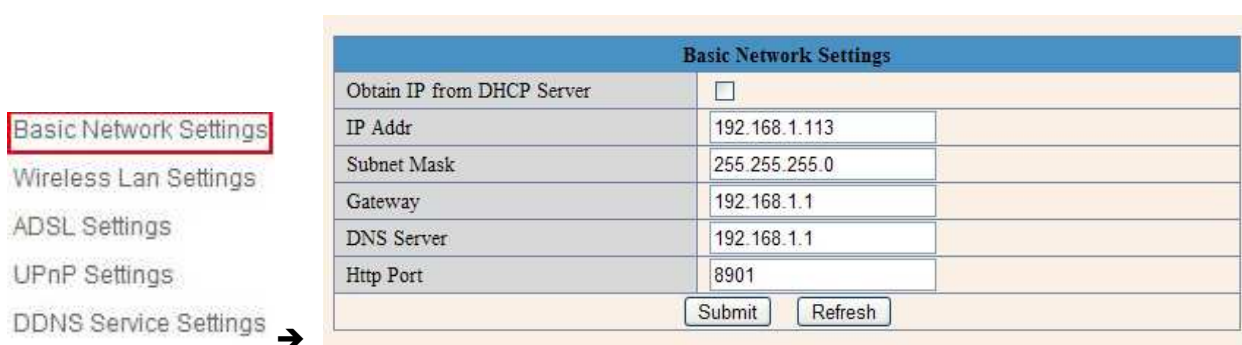 Basic Network Settings
Wireless Lan Settings
ADSL Settings
UPnP Settings
DDNS Service Settings ➔
Basic Network Settings
Obtain IP from DHCP Server
IP Addr 192.168.1.113
Subnet Mask 255.255.255.0
Gateway 192.168.1.1
DNS Server 192.168.1.1
Http Port 8901
Submit Refresh